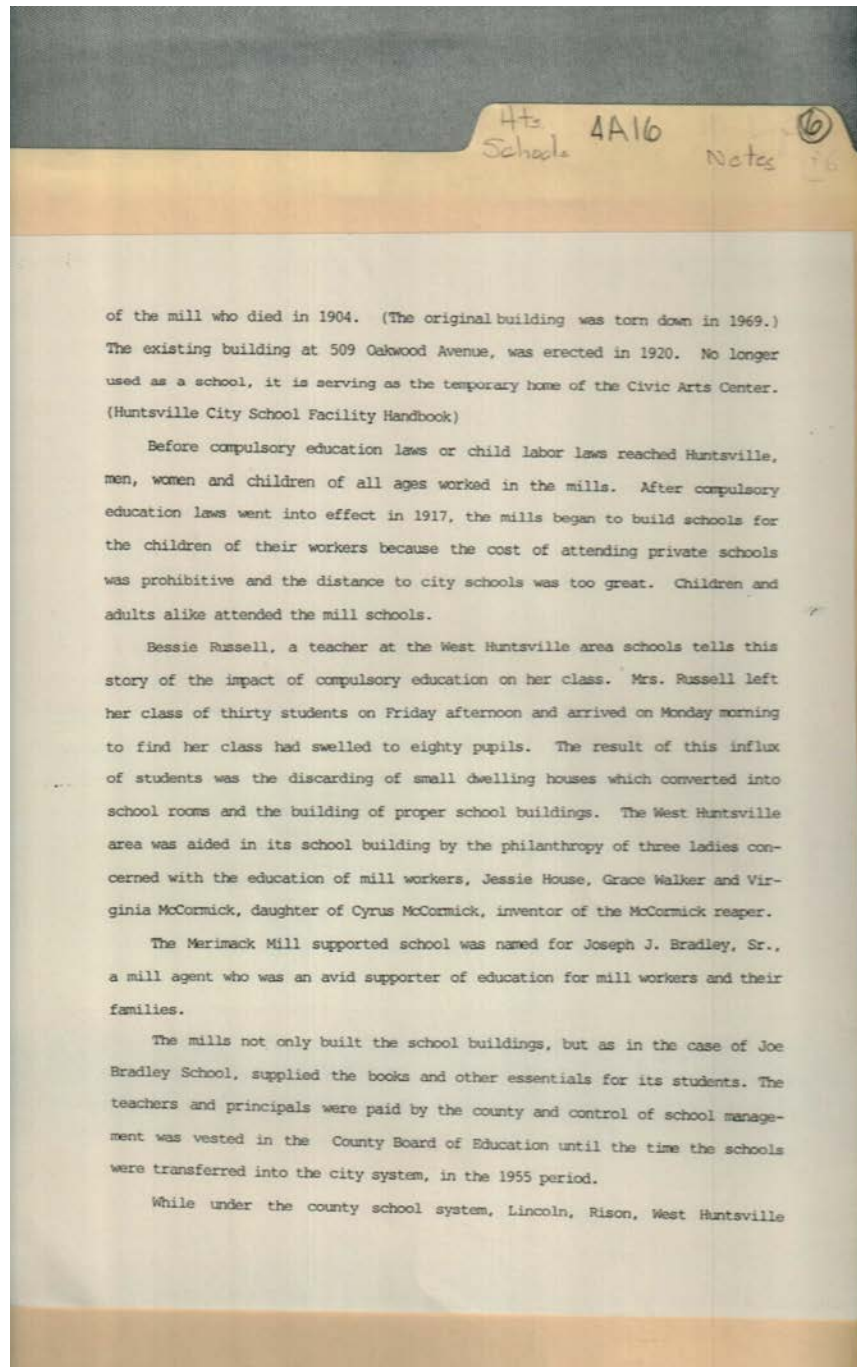 Hts 4A16 6
Schools Notes
of the mill who died in 1904. (The original building was torn down in 1969.)
The existing building at 509 Oakwood Avenue, was erected in 1920. No longer
used as a school, it is serving as the temporary home of the Civic Arts Center.
(Huntsville City School Facility Handbook)
Before compulsory education laws or child labor laws reached Huntsville,
men, women and children of all ages worked in the mills. After compulsory
education laws went into effect in 1917, the mills began to build schools for
the children of their workers because the cost of attending private schools
was prohibitive and the distance to city schools was too great. Children and
adults alike attended the mill schools.
Bessie Russell, a teacher at the West Huntsville area schools tells this
story of the impact of compulsory education on her class. Mrs. Russell left
her class of thirty students on Friday afternoon and arrived on Monday morning
to find her class had swelled to eighty pupils. The result of this influx
of students was the discarding of small dwelling houses which converted into
school rooms and the building of proper school buildings. The West Huntsville
area was aided in its school building by the philanthropy of three ladies con-
cerned with the education of mill workers, Jessie House, Grace Walker and Vir-
ginia McCormick, daughter of Cyrus McCormick, inventor of the McCormick reaper.
The Merimack Mill supported school was named for Joseph J. Bradley, Sr.,
a mill agent who was an avid supporter of education for mill workers and their
families.
The mills not only built the school buildings, but as in the case of Joe
Bradley School, supplied the books and other essentials for its students. The
teachers and principals were paid by the county and control of school manage-
ment was vested in the County Board of Education until the time the schools
were transferred into the city system, in the 1955 period.
While under the county school system, Lincoln, Rison, West Huntsville